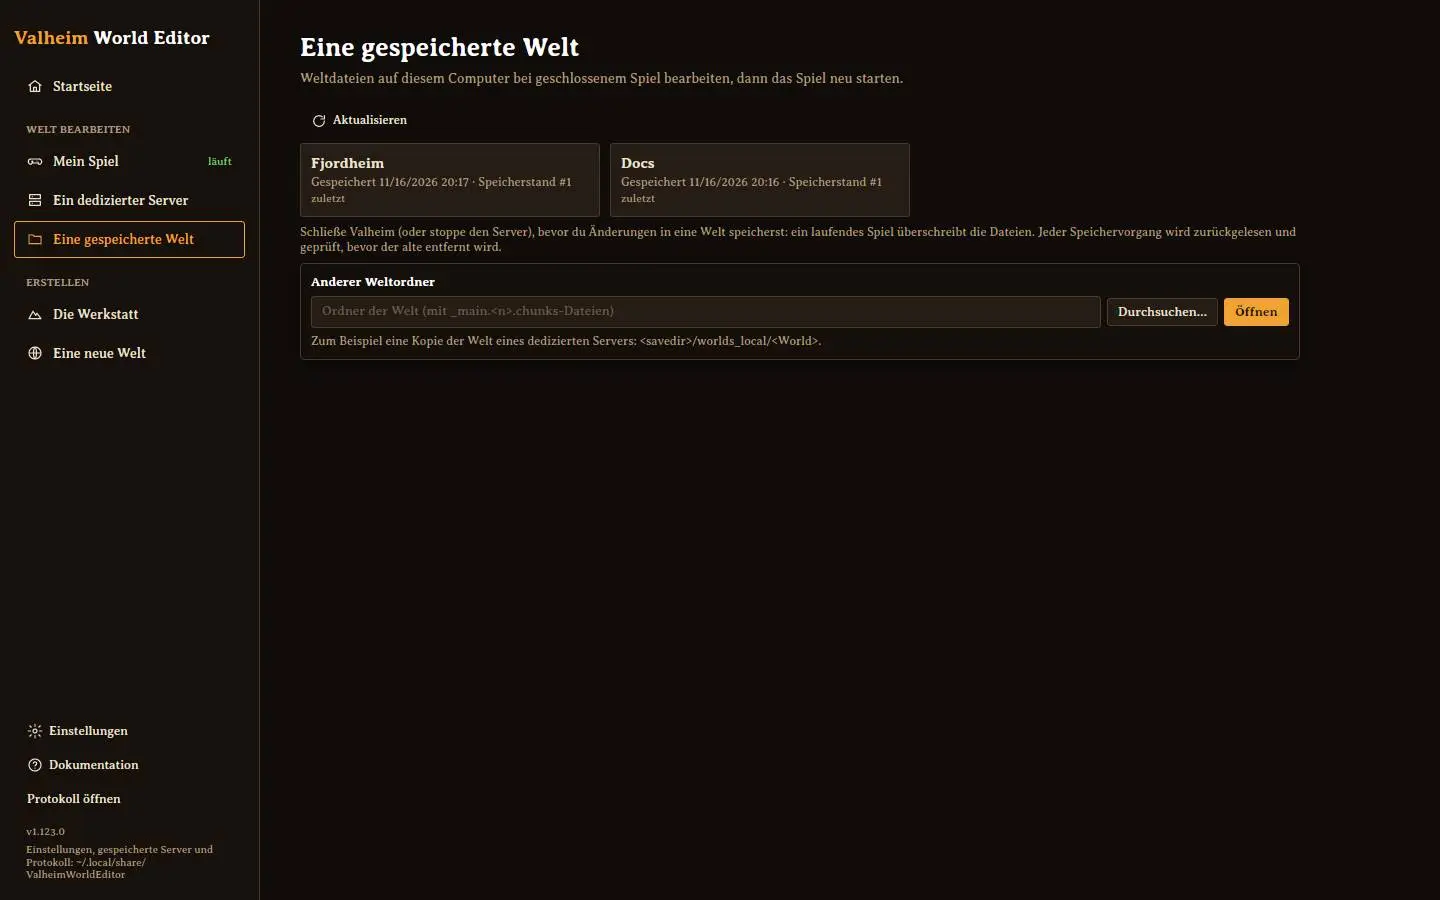 Valheim World Editor
Startseite
WELT BEARBEITEN
Mein Spiel
läuft
Ein dedizierter Server
Eine gespeicherte Welt
ERSTELLEN
Die Werkstatt
Eine neue Welt
Einstellungen
Dokumentation
Protokoll öffnen
v1.123.0
Einstellungen, gespeicherte Server und
Protokoll: ~/.local/share/
ValheimWorldEditor
Eine gespeicherte Welt
Weltdateien auf diesem Computer bei geschlossenem Spiel bearbeiten, dann das Spiel neu starten.
Aktualisieren
Fjordheim
Gespeichert 11/16/2026 20:17 · Speicherstand #1
zuletzt
Docs
Gespeichert 11/16/2026 20:16 · Speicherstand #1
zuletzt
Schließe Valheim (oder stoppe den Server), bevor du Änderungen in eine Welt speicherst: ein laufendes Spiel überschreibt die Dateien. Jeder Speichervorgang wird zurückgelesen und
geprüft, bevor der alte entfernt wird.
Anderer Weltordner
Ordner der Welt (mit _main.<n>.chunks-Dateien)
Durchsuchen...
Öffnen
Zum Beispiel eine Kopie der Welt eines dedizierten Servers: <savedir>/worlds_local/<World>.